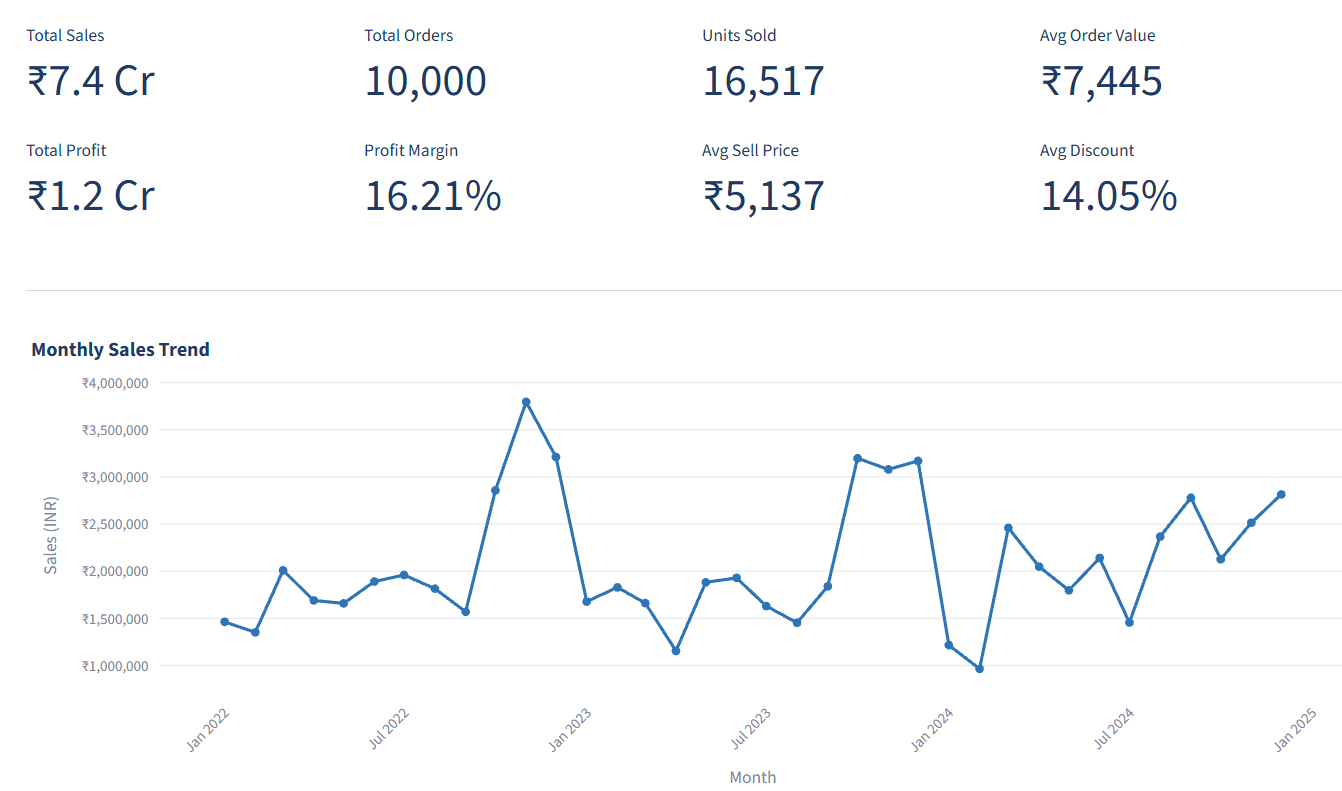 Total Sales
Total Orders
Units Sold
Avg Order Value
₹7.4 Cr
10,000
16,517
₹7,445
Total Profit
Profit Margin
Avg Sell Price
Avg Discount
₹1.2 Cr
16.21%
₹5,137
14.05%
Monthly Sales Trend
₹4,000,000
₹3,500,000
₹3,000,000
₹2,500,000
₹2,000,000
₹1,500,000
₹1,000,000
Sales (INR)
Jan 2022
Jul 2022
Jan 2023
Jul 2023
Jan 2024
Jul 2024
Jan 2025
Month